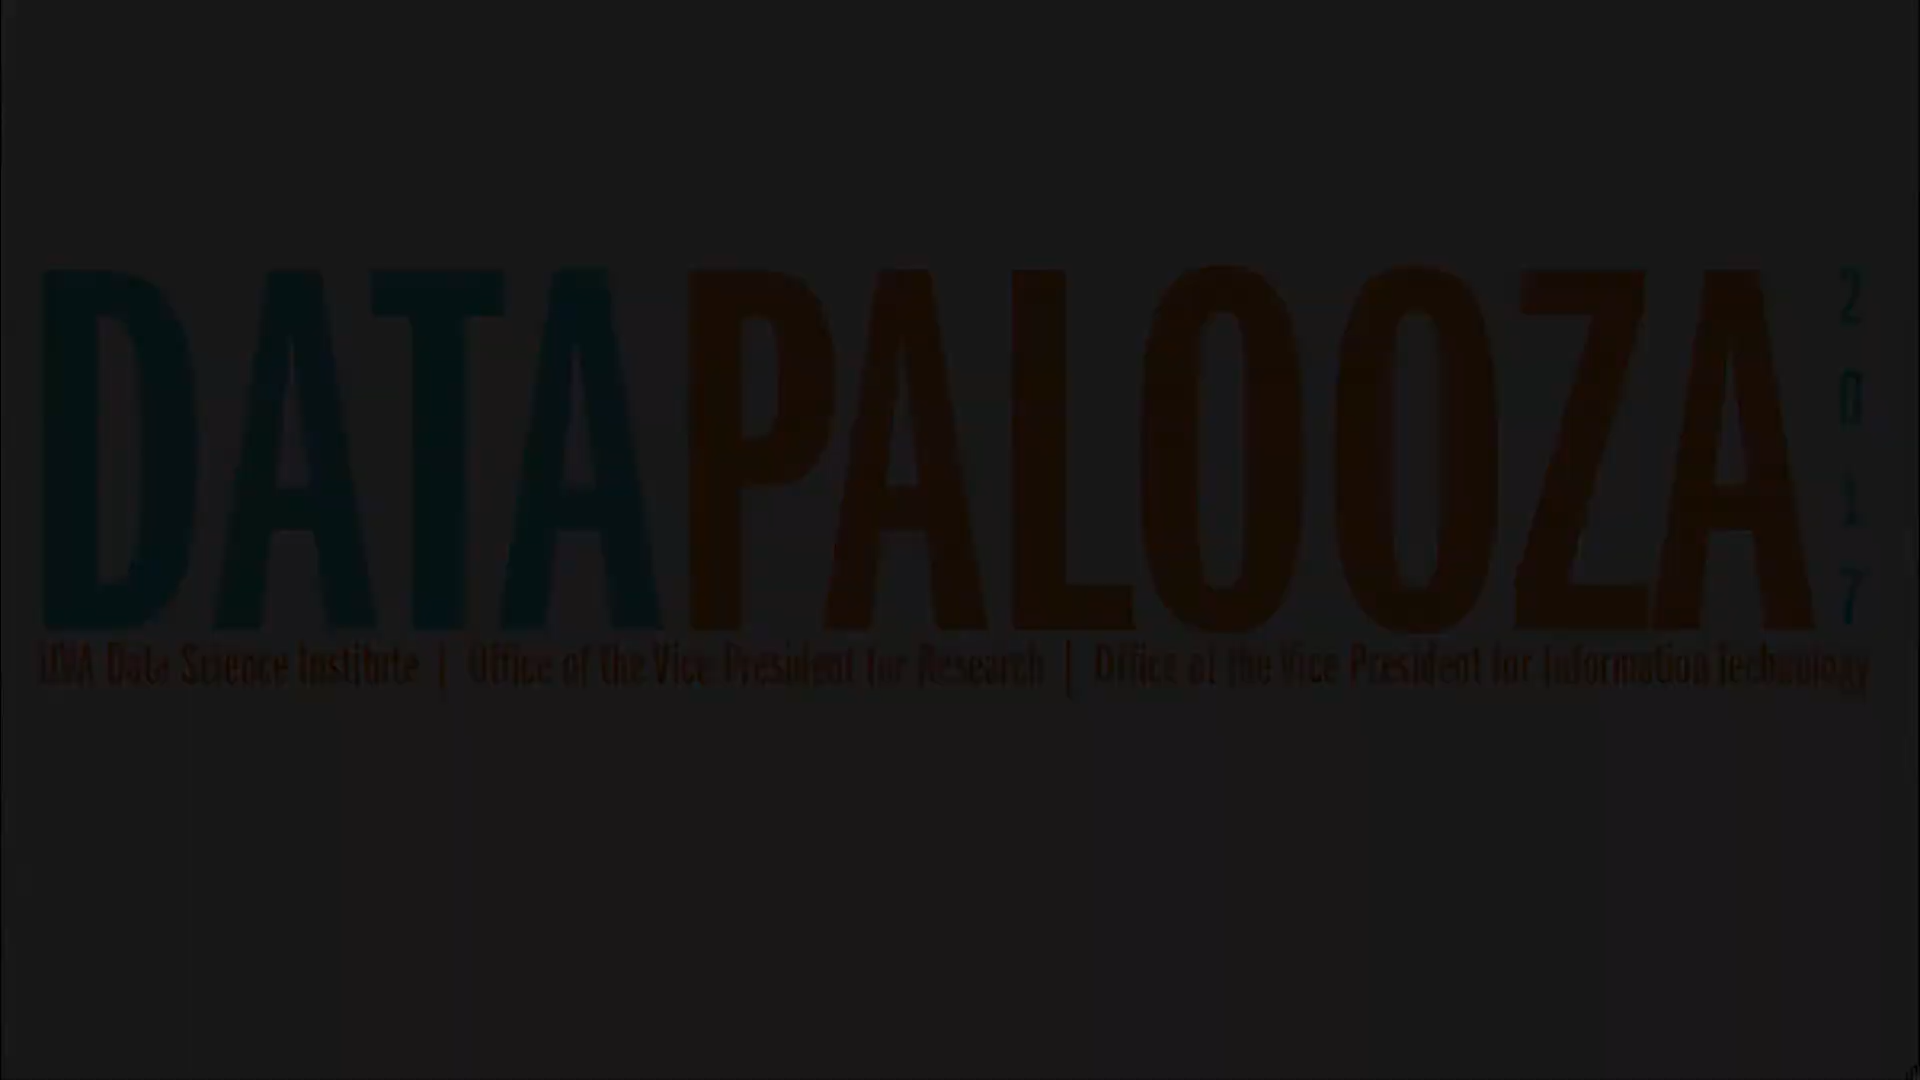 DATAPALOOZA 2017
Data Science Institute | Office of the Vice President for Research | Office of the Vice President for Information Technology